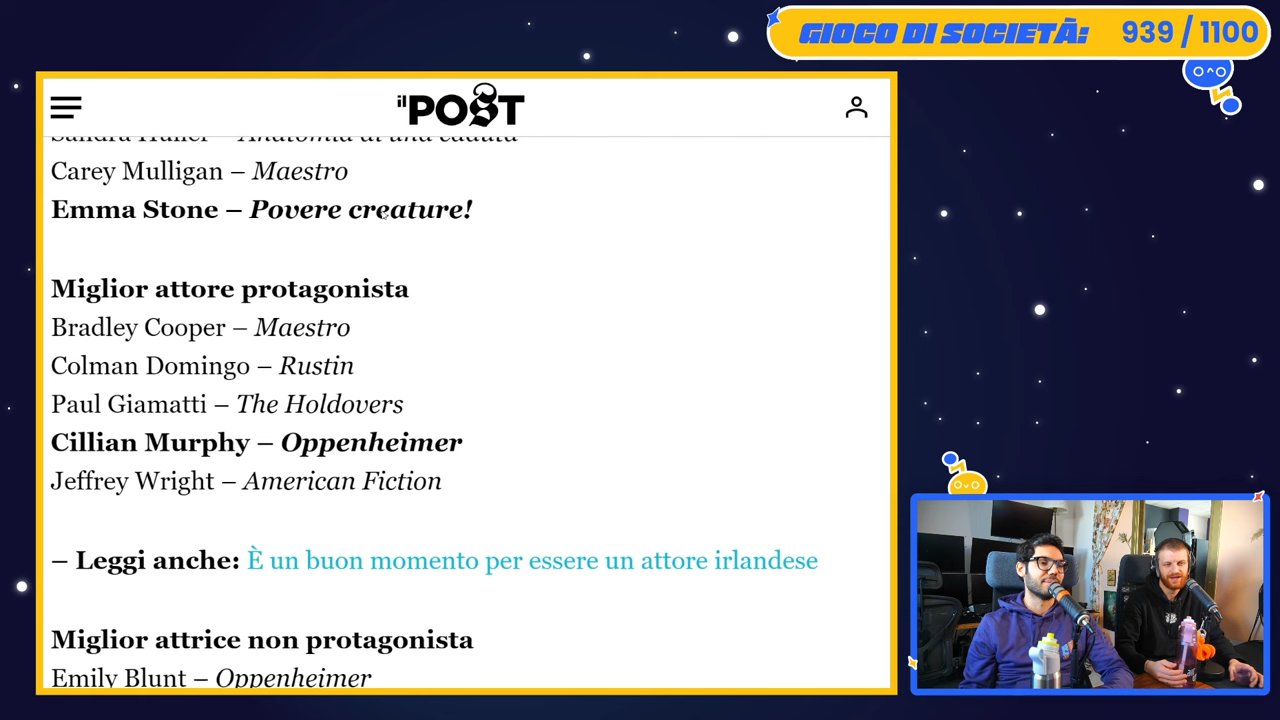 GIOCO DI SOCIETÀ: 939 / 1100
il POST
Carey Mulligan – Maestro
Emma Stone – Povere creature!
Miglior attore protagonista
Bradley Cooper – Maestro
Colman Domingo – Rustin
Paul Giamatti – The Holdovers
Cillian Murphy – Oppenheimer
Jeffrey Wright – American Fiction
– Leggi anche: È un buon momento per essere un attore irlandese
Miglior attrice non protagonista
Emily Blunt – Oppenheimer